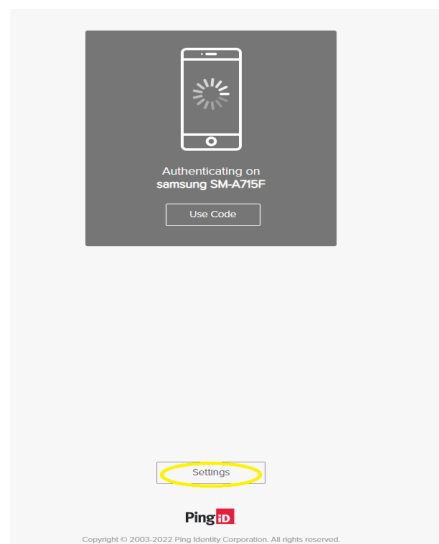 Authenticating on
samsung SM-A715F
Use Code
Settings
Ping iD
Copyright © 2003-2022 Ping Identity Corporation. All rights reserved.